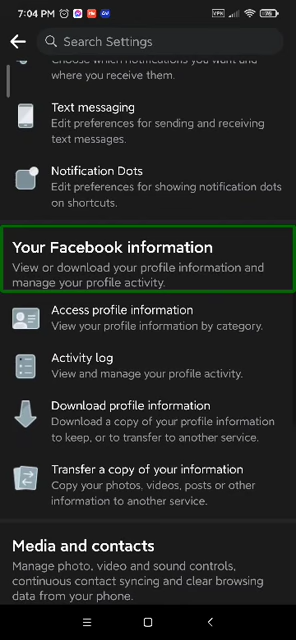 7:04 PM
Search Settings
Choose which notifications you want and
where you receive them.
Text messaging
Edit preferences for sending and receiving
text messages.
Notification Dots
Edit preferences for showing notification dots
on shortcuts.
Your Facebook information
View or download your profile information and
manage your profile activity.
Access profile information
View your profile information by category.
Activity log
View and manage your profile activity.
Download profile information
Download a copy of your profile information
to keep, or to transfer to another service.
Transfer a copy of your information
Copy your photos, videos, posts or other
information to another service.
Media and contacts
Manage photo, video and sound controls,
continuous contact syncing and clear browsing
data from your phone.